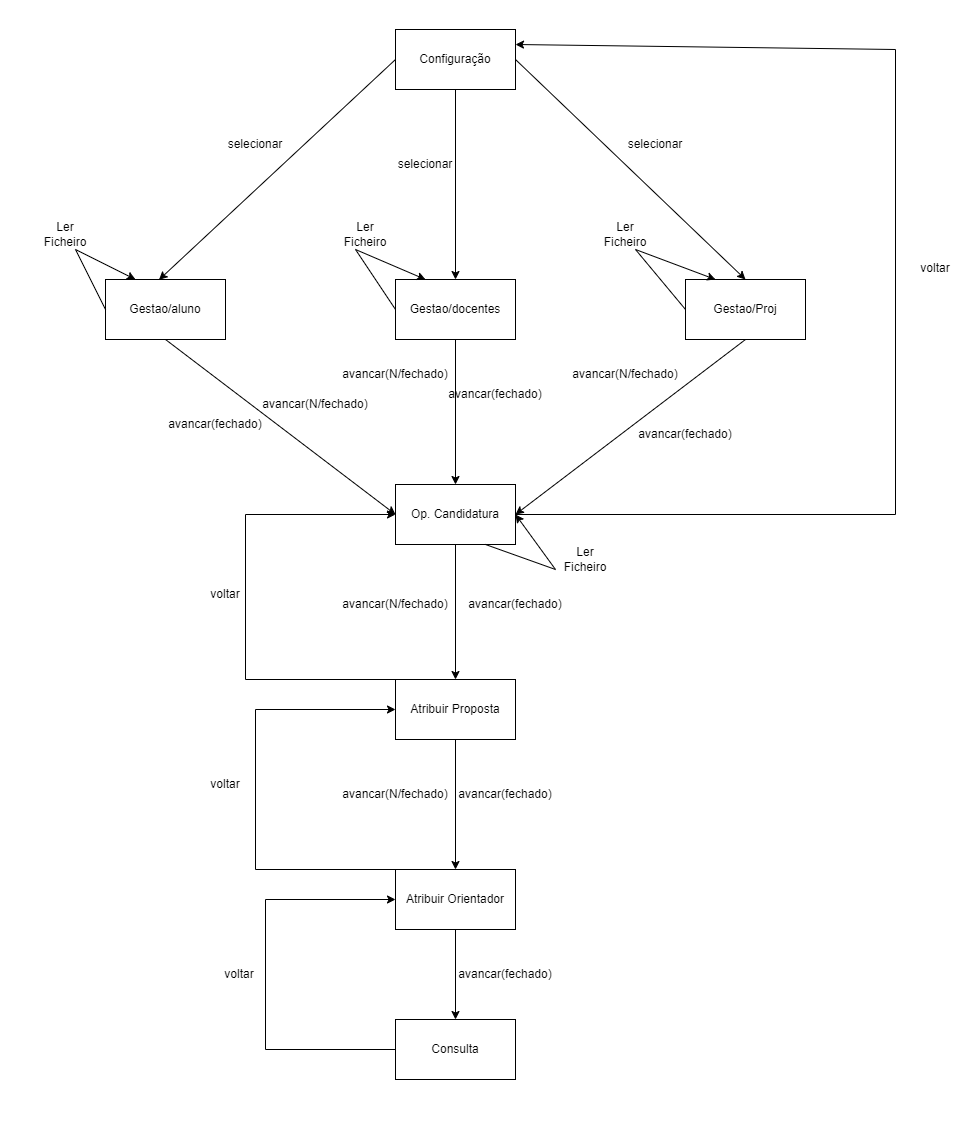 Configuração
selecionar
selecionar
selecionar
Ler
Ficheiro
Ler
Ficheiro
Ler
Ficheiro
voltar
Gestao/aluno
Gestao/docentes
Gestao/Proj
avancar(N/fechado)
avancar(N/fechado)
avancar(fechado)
avancar(N/fechado)
avancar(fechado)
avancar(fechado)
Op. Candidatura
Ler
Ficheiro
voltar
avancar(N/fechado)
avancar(fechado)
Atribuir Proposta
voltar
avancar(N/fechado)
avancar(fechado)
Atribuir Orientador
voltar
avancar(fechado)
Consulta